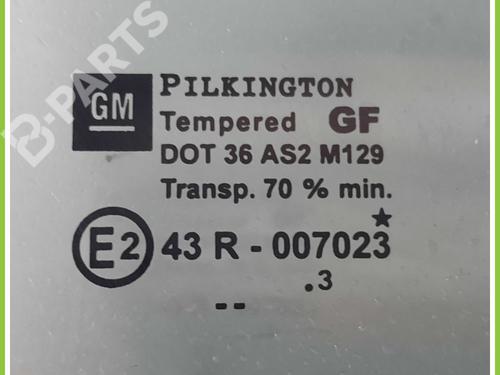 B-PARTS
GM
PILKINGTON
Tempered GF
DOT 36 AS2 M129
Transp. 70 % min.
E2 43 R - 007023
.3
--